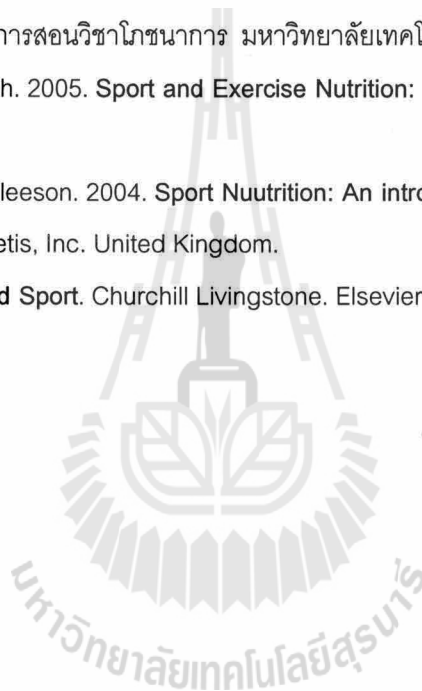 การสอนวิชาโภชนาการ มหาวิทยาลัยเทคโ
h. 2005. Sport and Exercise Nutrition:
leeson. 2004. Sport Nuutrition: An intro
etis, Inc. United Kingdom.
d Sport. Churchill Livingstone. Elsevier
มหาวิทยาลัยเทคโนโลยีสุรนารี